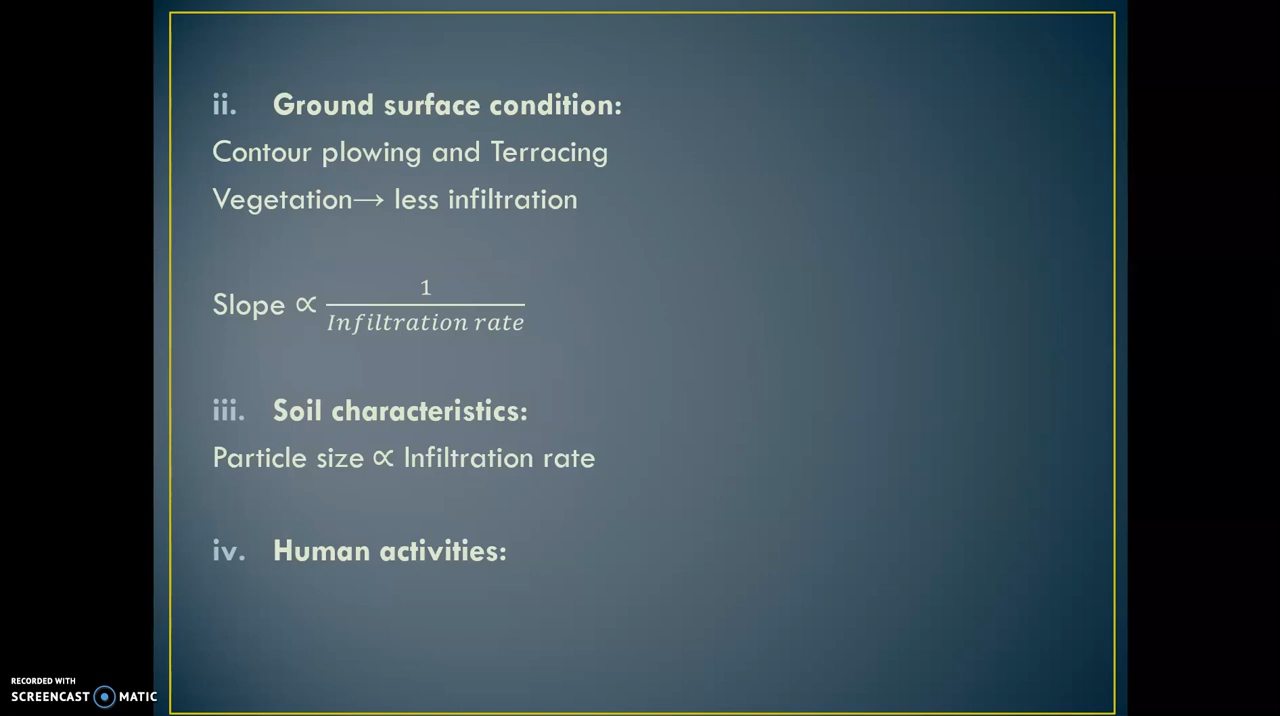 ii. Ground surface condition:
Contour plowing and Terracing
Vegetation→ less infiltration
Slope ∝ 1/Infiltration rate
iii. Soil characteristics:
Particle size ∝ Infiltration rate
iv. Human activities:
RECORDED WITH
SCREENCAST MATIC